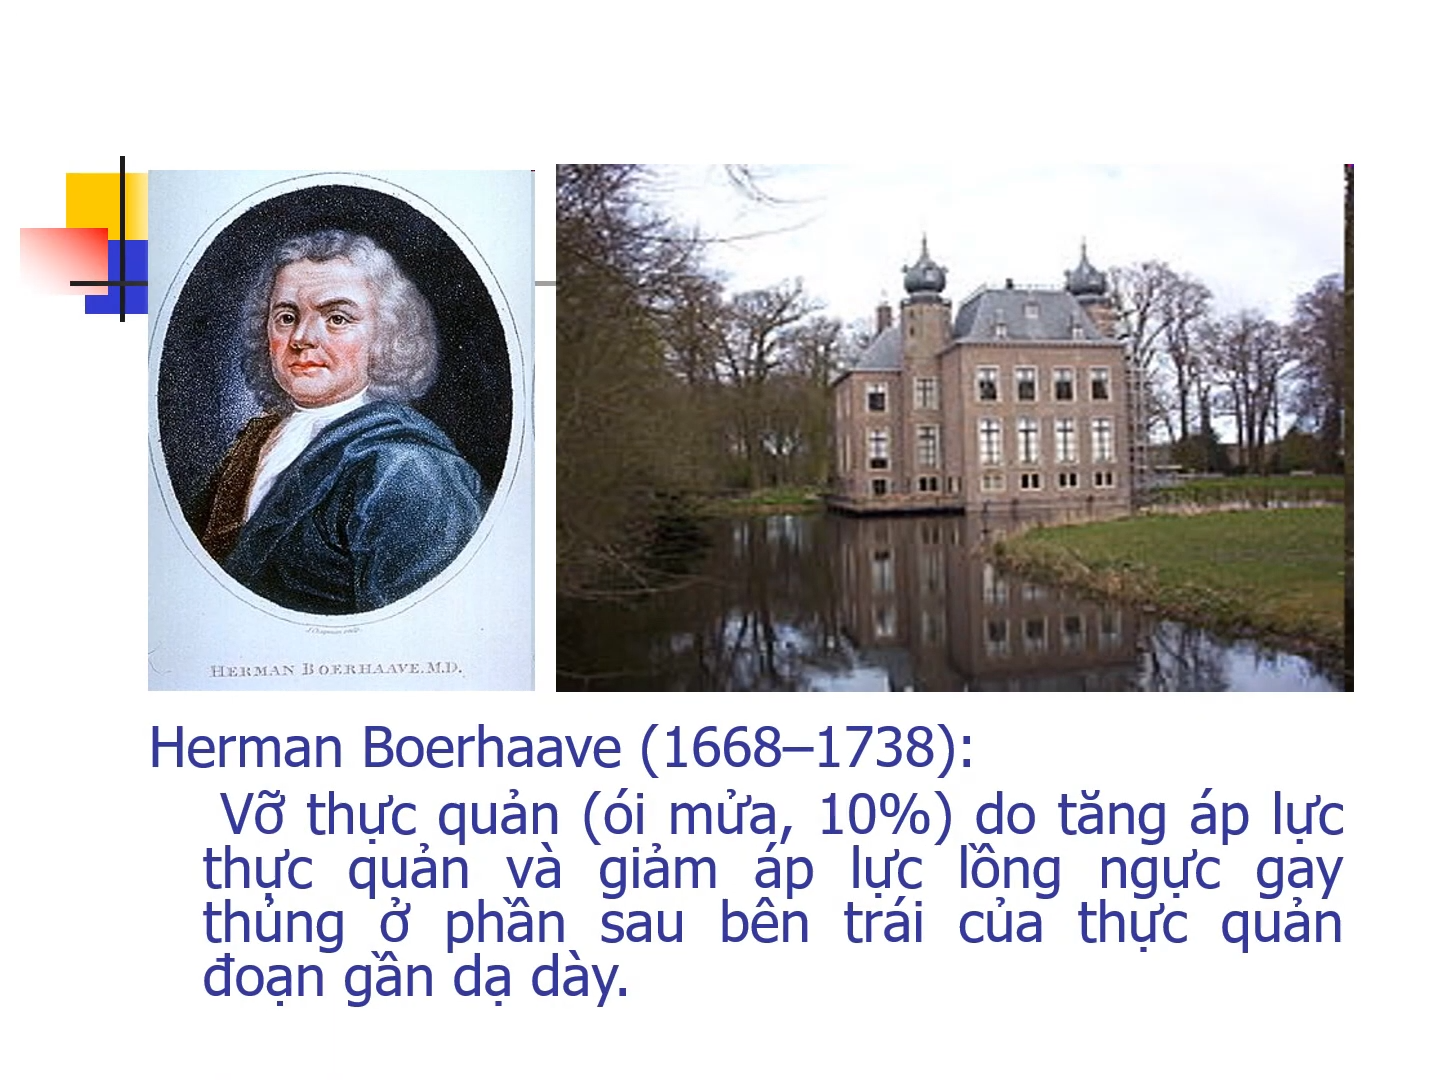 HERMAN BOERHAAVE. M.D.
Herman Boerhaave (1668–1738):
Vỡ thực quản (ói mửa, 10%) do tăng áp lực
thực quản và giảm áp lực lồng ngực gay
thủng ở phần sau bên trái của thực quản
đoạn gần dạ dày.